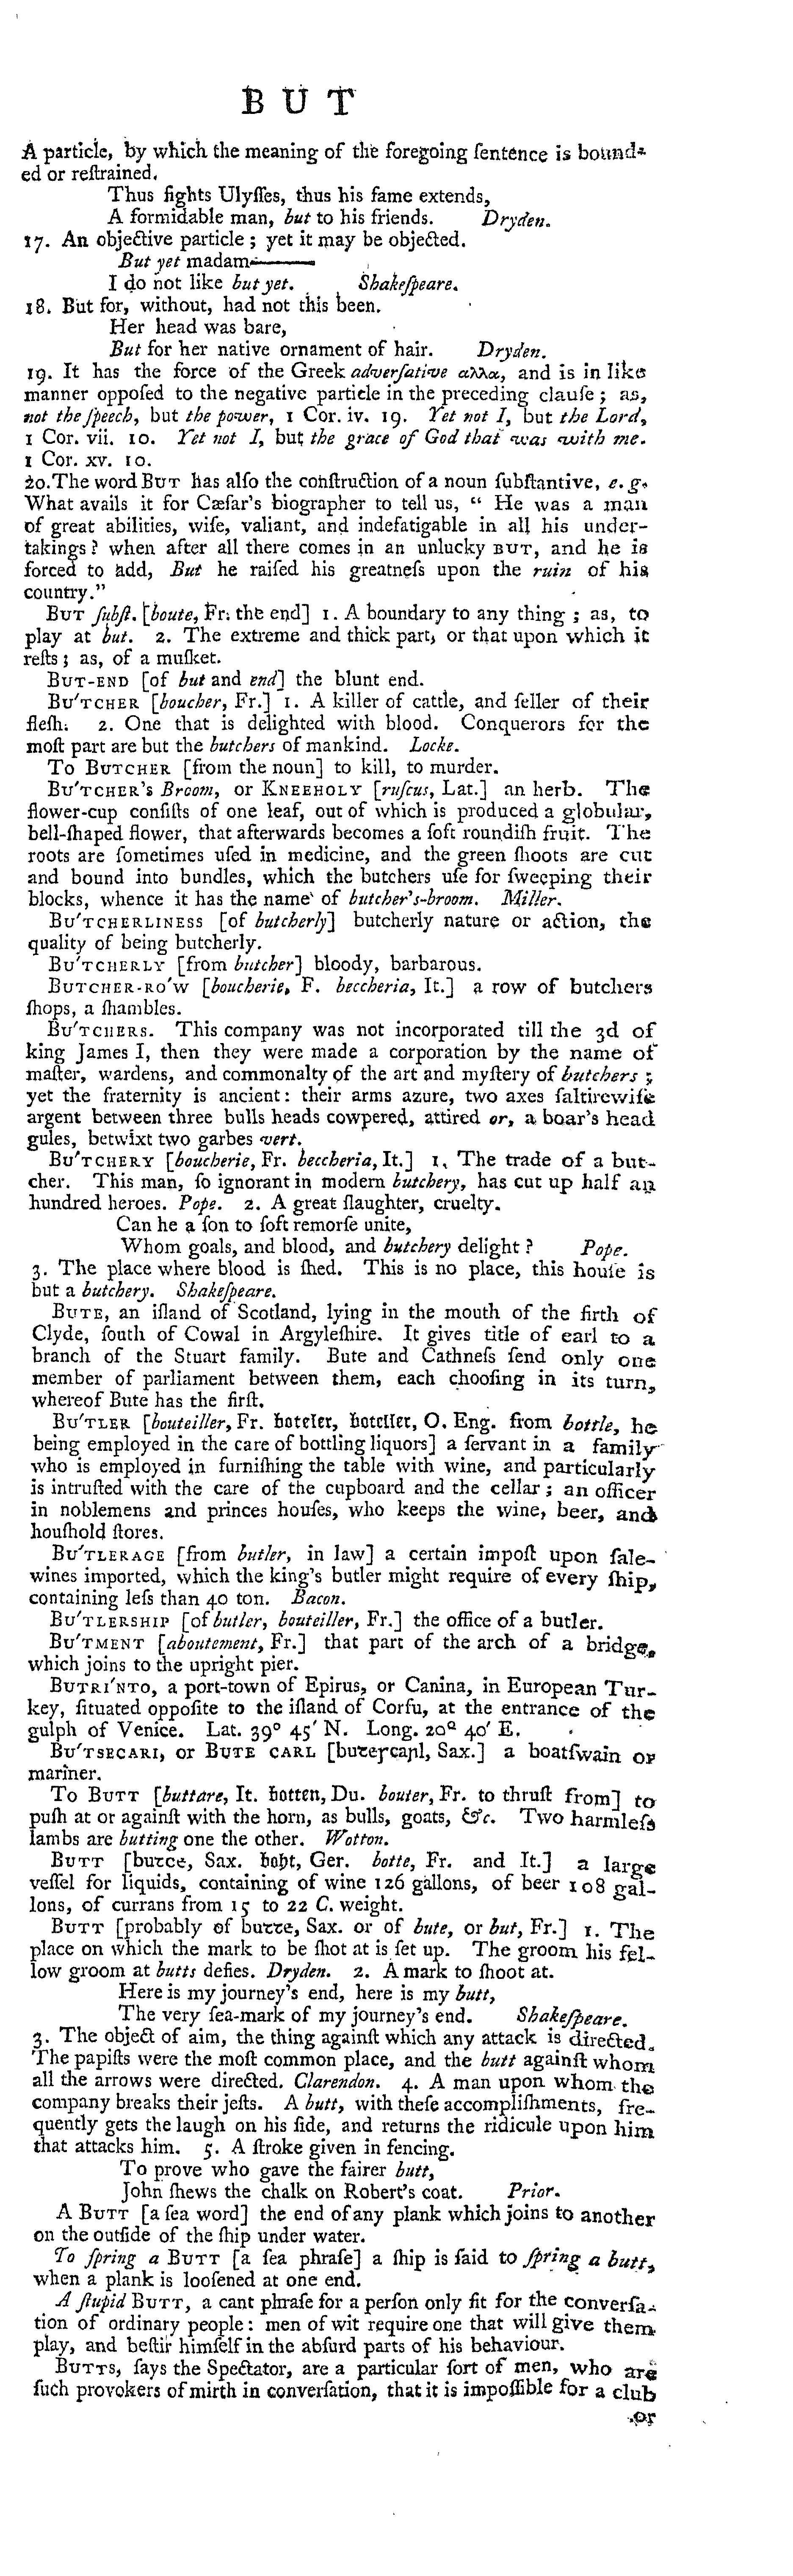 B U T
A particle, by which the meaning of the foregoing ſentence is bound-
ed or reſtrained.
Thus fights Ulyſſes, thus his fame extends,
A formidable man, but to his friends. Dryden.
17. An objective particle; yet it may be objected.
But yet madam———
I do not like but yet. Shakeſpeare.
18. But for, without, had not this been.
Her head was bare,
But for her native ornament of hair. Dryden.
19. It has the force of the Greek adverſative αλλα, and is in like
manner oppoſed to the negative particle in the preceding clauſe; as,
not the ſpeech, but the power, 1 Cor. iv. 19. Yet not I, but the Lord,
1 Cor. vii. 10. Yet not I, but the grace of God that was with me.
1 Cor. xv. 10.
20. The word BUT has alſo the conſtruction of a noun ſubſtantive, e. g.
What avails it for Cæſar's biographer to tell us, “ He was a man
of great abilities, wiſe, valiant, and indefatigable in all his under-
takings? when after all there comes in an unlucky BUT, and he is
forced to add, But he raiſed his greatneſs upon the ruin of his
country.”
BUT ſubſt. [boute, Fr. the end] 1. A boundary to any thing; as, to
play at but. 2. The extreme and thick part, or that upon which it
reſts; as, of a muſket.
BUT-END [of but and end] the blunt end.
BU'TCHER [boucher, Fr.] 1. A killer of cattle, and ſeller of their
fleſh. 2. One that is delighted with blood. Conquerors for the
moſt part are but the butchers of mankind. Locke.
To BUTCHER [from the noun] to kill, to murder.
BU'TCHER's Broom, or KNEEHOLY [ruſcus, Lat.] an herb. The
flower-cup conſiſts of one leaf, out of which is produced a globular,
bell-ſhaped flower, that afterwards becomes a ſoft roundiſh fruit. The
roots are ſometimes uſed in medicine, and the green ſhoots are cut
and bound into bundles, which the butchers uſe for ſweeping their
blocks, whence it has the name of butcher's-broom. Miller.
BU'TCHERLINESS [of butcherly] butcherly nature or action, the
quality of being butcherly.
BU'TCHERLY [from butcher] bloody, barbarous.
BUTCHER-RO'W [boucherie, F. beccheria, It.] a row of butchers
ſhops, a ſhambles.
BU'TCHERS. This company was not incorporated till the 3d of
king James I, then they were made a corporation by the name of
maſter, wardens, and commonalty of the art and myſtery of butchers;
yet the fraternity is ancient: their arms azure, two axes ſaltirewiſe
argent between three bulls heads cowpered, attired or, a boar's head
gules, betwixt two garbes vert.
BU'TCHERY [boucherie, Fr. beccheria, It.] 1. The trade of a but-
cher. This man, ſo ignorant in modern butchery, has cut up half an
hundred heroes. Pope. 2. A great ſlaughter, cruelty.
Can he a ſon to ſoft remorſe unite,
Whom goals, and blood, and butchery delight? Pope.
3. The place where blood is ſhed. This is no place, this houſe is
but a butchery. Shakeſpeare.
BUTE, an iſland of Scotland, lying in the mouth of the firth of
Clyde, ſouth of Cowal in Argyleſhire. It gives title of earl to a
branch of the Stuart family. Bute and Cathneſs ſend only one
member of parliament between them, each chooſing in its turn,
whereof Bute has the firſt.
BU'TLER [bouteiller, Fr. boteler, boteller, O. Eng. from bottle, he
being employed in the care of bottling liquors] a ſervant in a family
who is employed in furniſhing the table with wine, and particularly
is intruſted with the care of the cupboard and the cellar; an officer
in noblemens and princes houſes, who keeps the wine, beer, and
houſhold ſtores.
BU'TLERAGE [from butler, in law] a certain impoſt upon ſale-
wines imported, which the king's butler might require of every ſhip,
containing leſs than 40 ton. Bacon.
BU'TLERSHIP [of butler, bouteiller, Fr.] the office of a butler.
BU'TMENT [aboutement, Fr.] that part of the arch of a bridge,
which joins to the upright pier.
BUTRI'NTO, a port-town of Epirus, or Canina, in European Tur-
key, ſituated oppoſite to the iſland of Corfu, at the entrance of the
gulph of Venice. Lat. 39° 45′ N. Long. 20° 40′ E.
BU'TSECARI, or BUTE CARL [buteꞅcaꞃl, Sax.] a boatſwain or
mariner.
To BUTT [buttare, It. botten, Du. bouter, Fr. to thruſt from] to
puſh at or againſt with the horn, as bulls, goats, &c. Two harmleſs
lambs are butting one the other. Wotton.
BUTT [butce, Sax. boht, Ger. botte, Fr. and It.] a large
veſſel for liquids, containing of wine 126 gallons, of beer 108 gal-
lons, of currans from 15 to 22 C. weight.
BUTT [probably of butte, Sax. or of bute, or but, Fr.] 1. The
place on which the mark to be ſhot at is ſet up. The groom his fel-
low groom at butts defies. Dryden. 2. A mark to ſhoot at.
Here is my journey's end, here is my butt,
The very ſea-mark of my journey's end. Shakeſpeare.
3. The object of aim, the thing againſt which any attack is directed.
The papiſts were the moſt common place, and the butt againſt whom
all the arrows were directed. Clarendon. 4. A man upon whom the
company breaks their jeſts. A butt, with theſe accompliſhments, fre-
quently gets the laugh on his ſide, and returns the ridicule upon him
that attacks him. 5. A ſtroke given in fencing.
To prove who gave the fairer butt,
John ſhews the chalk on Robert's coat. Prior.
A BUTT [a ſea word] the end of any plank which joins to another
on the outſide of the ſhip under water.
To ſpring a BUTT [a ſea phraſe] a ſhip is ſaid to ſpring a butt,
when a plank is looſened at one end.
A ſtupid BUTT, a cant phraſe for a perſon only fit for the converſa-
tion of ordinary people: men of wit require one that will give them
play, and beſtir himſelf in the abſurd parts of his behaviour.
BUTTS, ſays the Spectator, are a particular ſort of men, who are
ſuch provokers of mirth in converſation, that it is impoſſible for a club
or